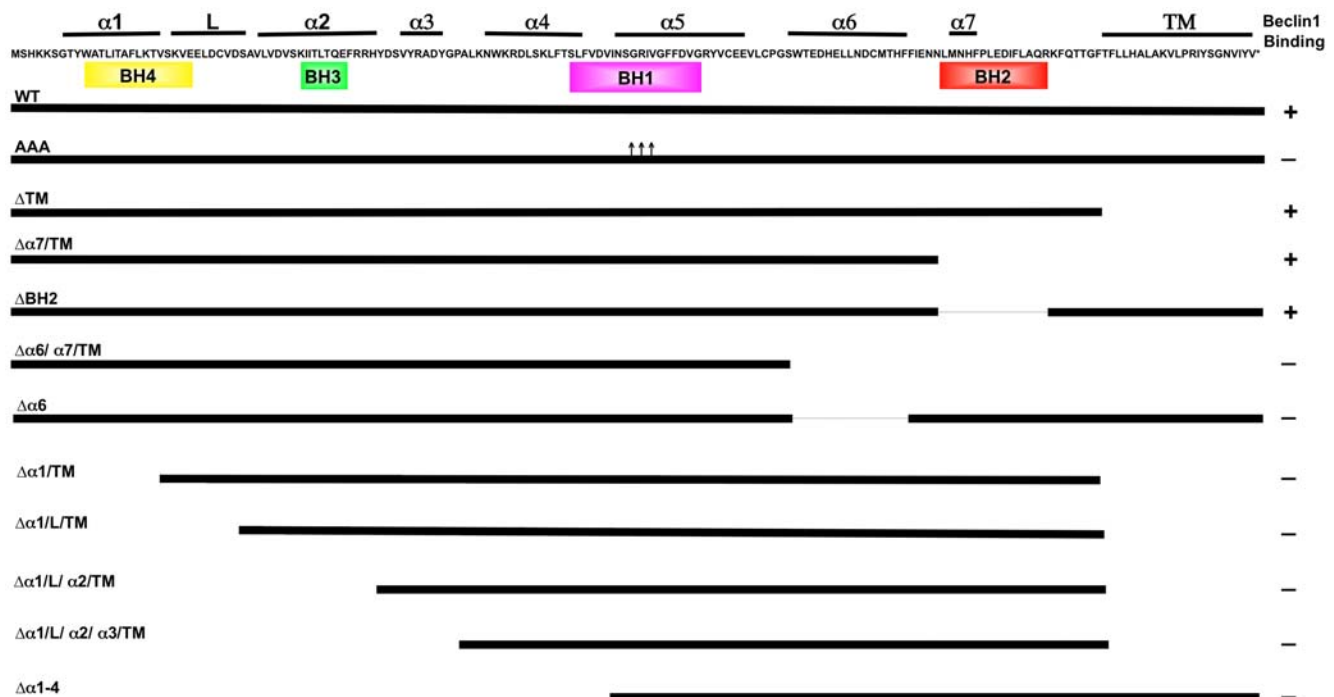 α1 L α2 α3 α4 α5 α6 α7 TM Beclin1
Binding
MSHKKSGTYWATLITAFLKTVSKVEELDCVDSAVLVDVSKIITLTQEFRRHYDSVYRADYGPALKNWKRDLSKLFTSLFVDVINSGRIVGFFDVGRYVCEEVLCPGSWTEDHELLNDCMTHFFIENNLMNHFPLEDIFLAQRKFQTTGFTFLLHALAKVLPRIYSGNVIYV*
BH4 BH3 BH1 BH2
WT +
AAA –
ΔTM +
Δα7/TM +
ΔBH2 +
Δα6/ α7/TM –
Δα6 –
Δα1/TM –
Δα1/L/TM –
Δα1/L/ α2/TM –
Δα1/L/ α2/ α3/TM –
Δα1-4 –